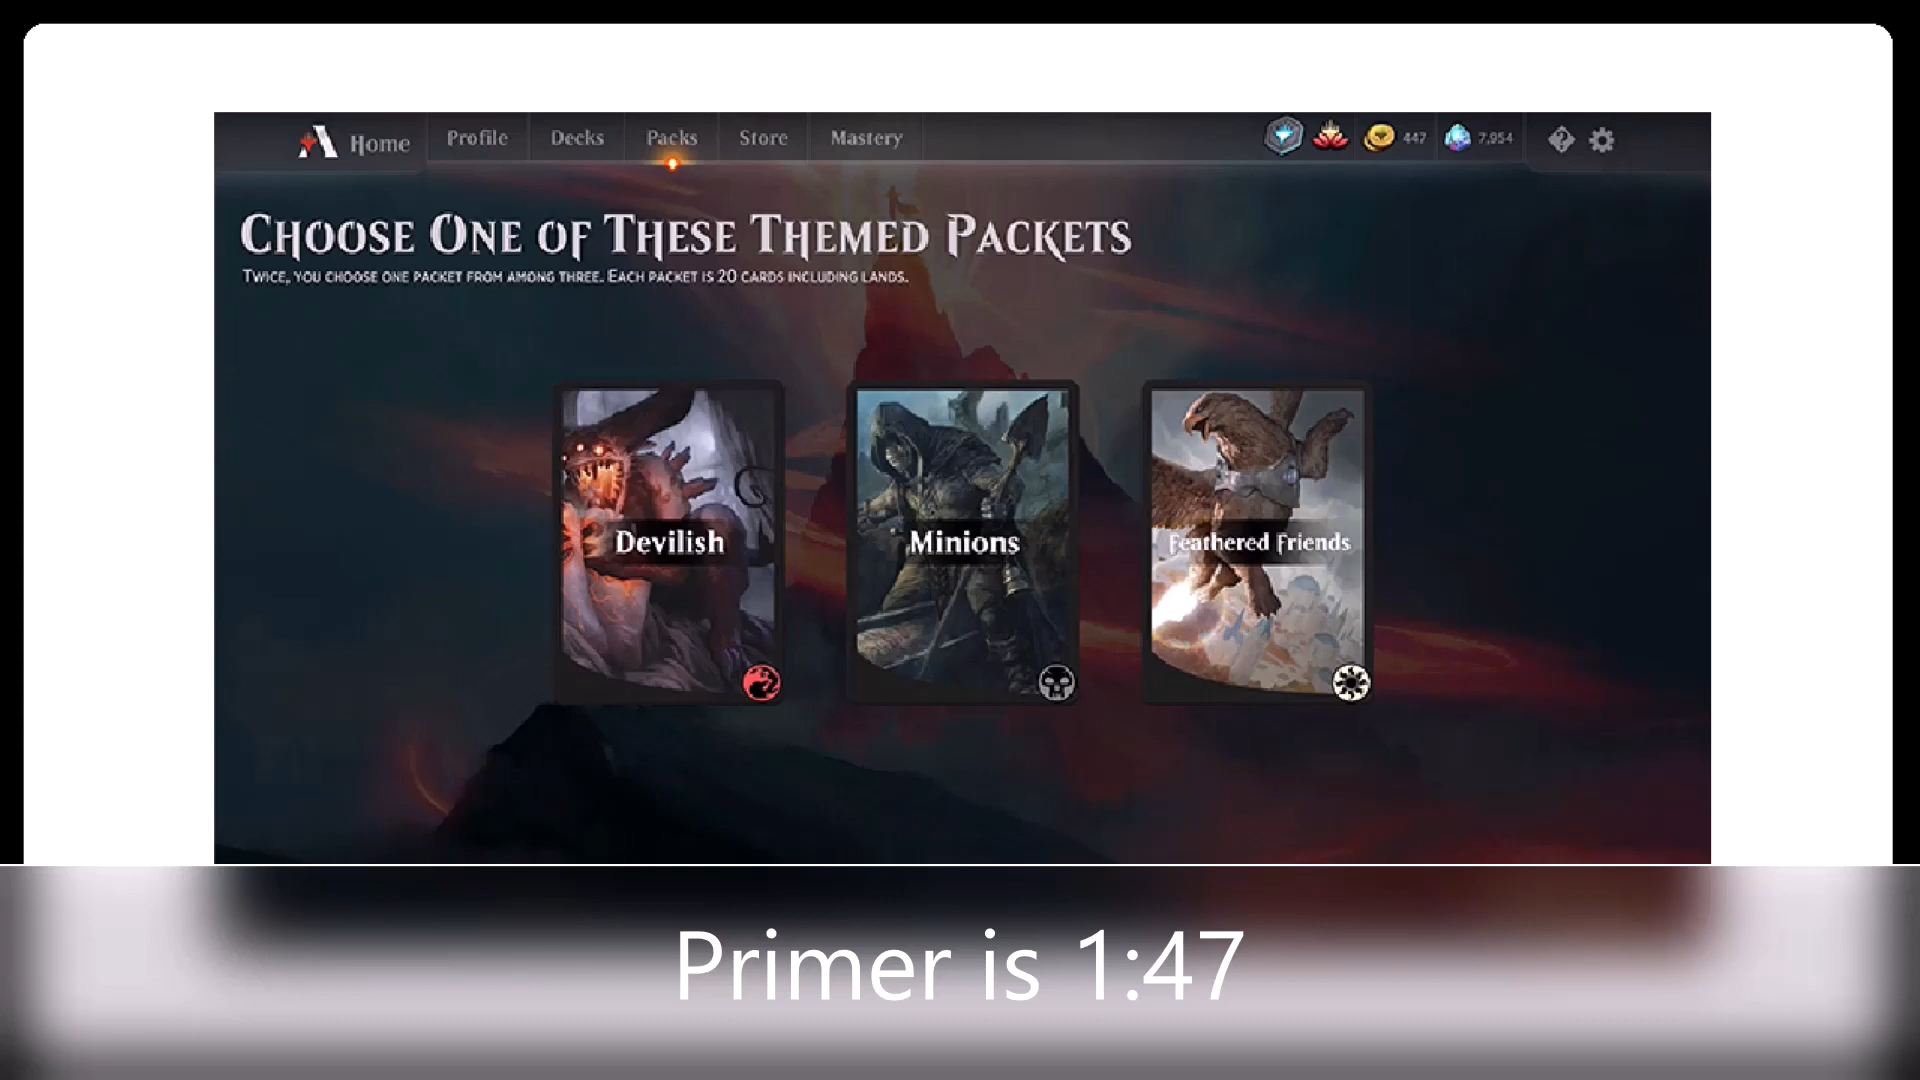 Home Profile Decks Packs Store Mastery 447 7,954
CHOOSE ONE OF THESE THEMED PACKETS
TWICE, YOU CHOOSE ONE PACKET FROM AMONG THREE. EACH PACKET IS 20 CARDS INCLUDING LANDS.
Devilish Minions Feathered Friends
Primer is 1:47